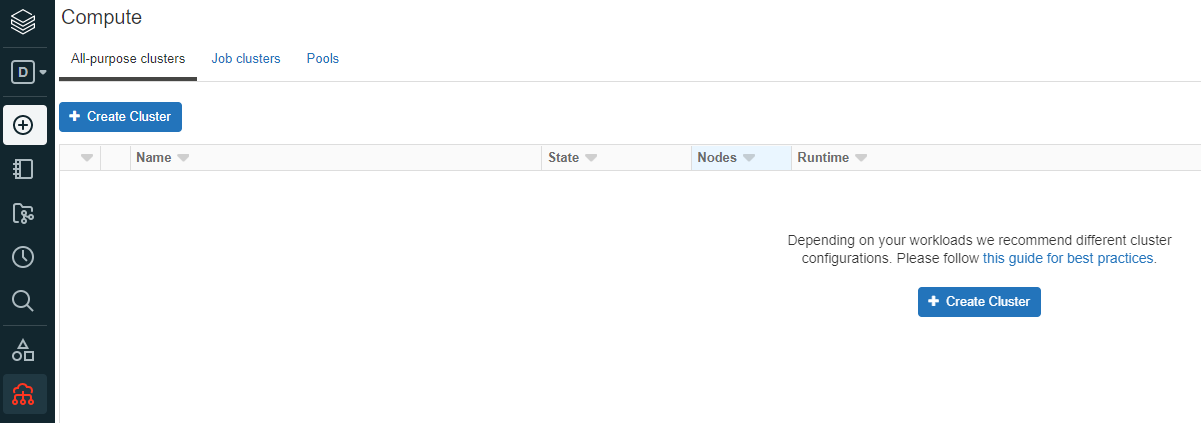 Compute
D
All-purpose clusters Job clusters Pools
+ Create Cluster
Name State Nodes Runtime
Depending on your workloads we recommend different cluster
configurations. Please follow this guide for best practices.
+ Create Cluster